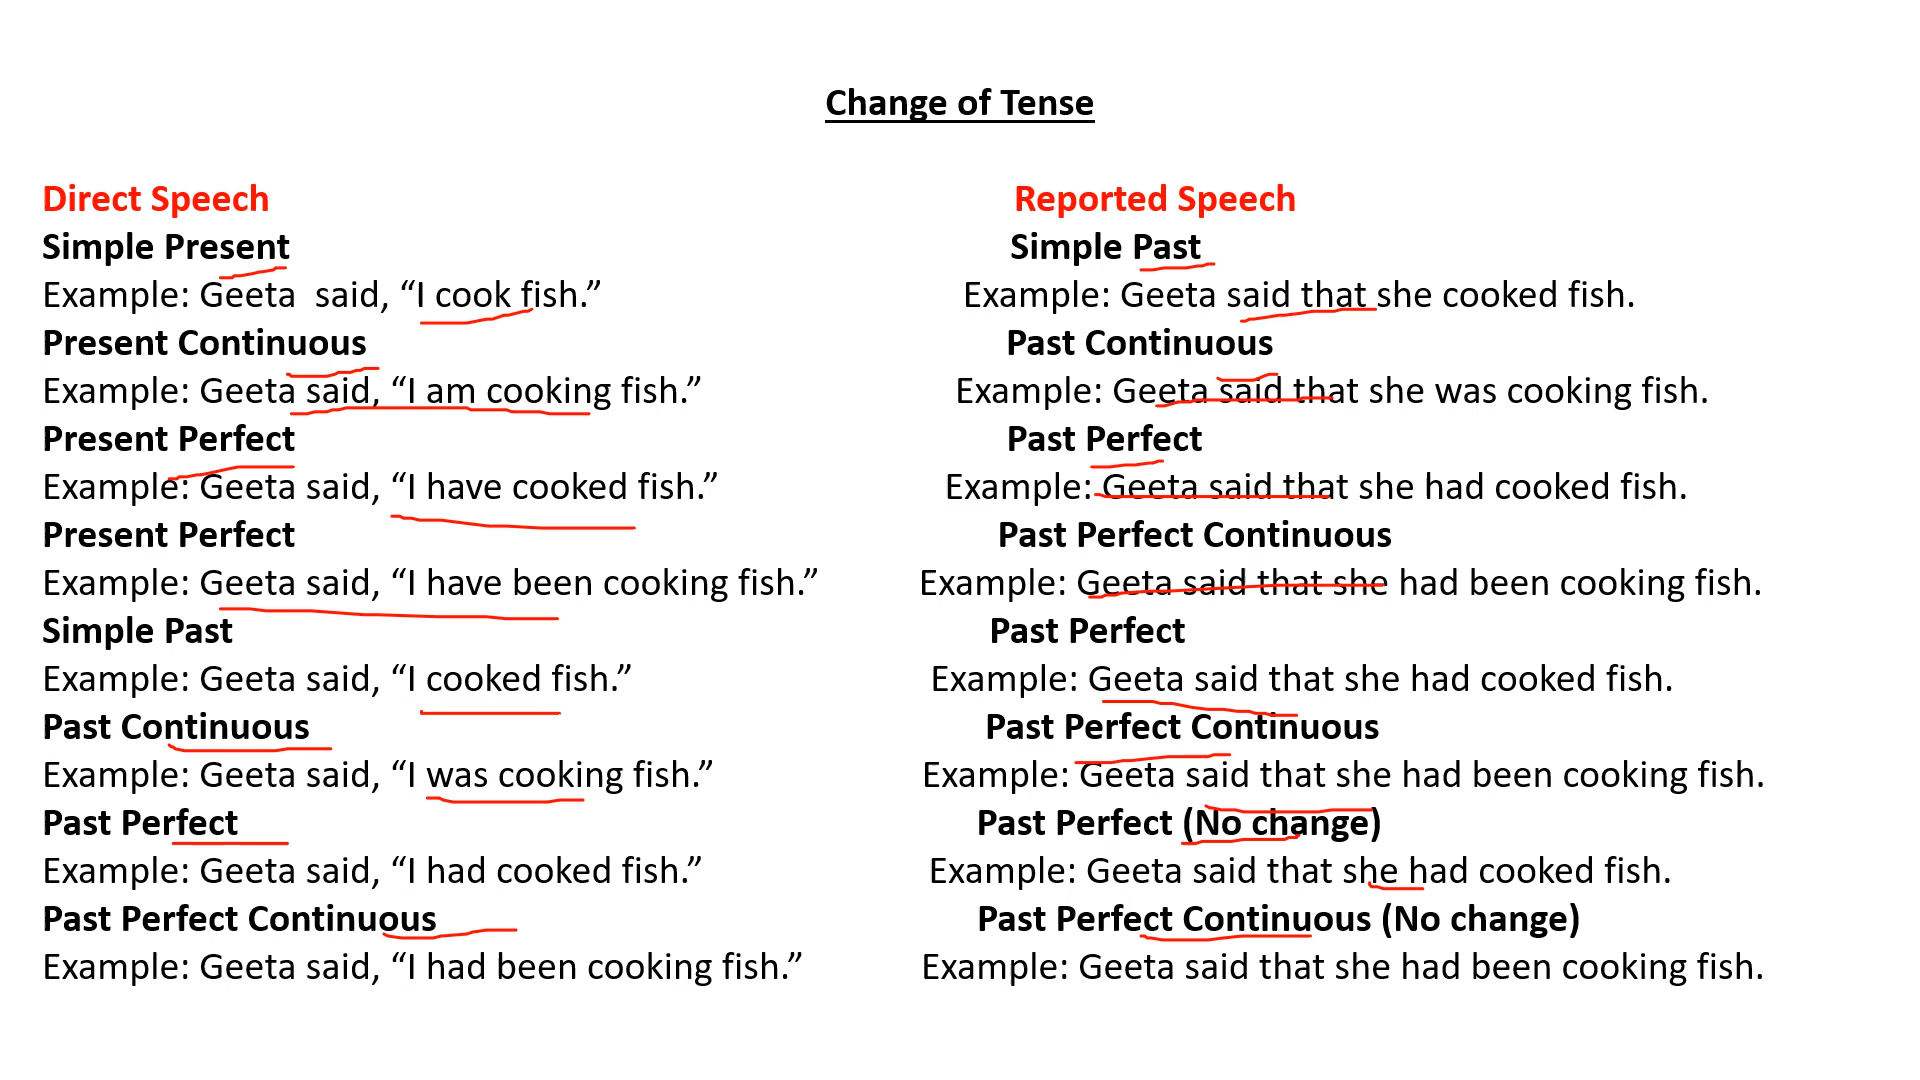 Change of Tense
Direct Speech Reported Speech
Simple Present Simple Past
Example: Geeta said, “I cook fish.” Example: Geeta said that she cooked fish.
Present Continuous Past Continuous
Example: Geeta said, “I am cooking fish.” Example: Geeta said that she was cooking fish.
Present Perfect Past Perfect
Example: Geeta said, “I have cooked fish.” Example: Geeta said that she had cooked fish.
Present Perfect Past Perfect Continuous
Example: Geeta said, “I have been cooking fish.” Example: Geeta said that she had been cooking fish.
Simple Past Past Perfect
Example: Geeta said, “I cooked fish.” Example: Geeta said that she had cooked fish.
Past Continuous Past Perfect Continuous
Example: Geeta said, “I was cooking fish.” Example: Geeta said that she had been cooking fish.
Past Perfect Past Perfect (No change)
Example: Geeta said, “I had cooked fish.” Example: Geeta said that she had cooked fish.
Past Perfect Continuous Past Perfect Continuous (No change)
Example: Geeta said, “I had been cooking fish.” Example: Geeta said that she had been cooking fish.